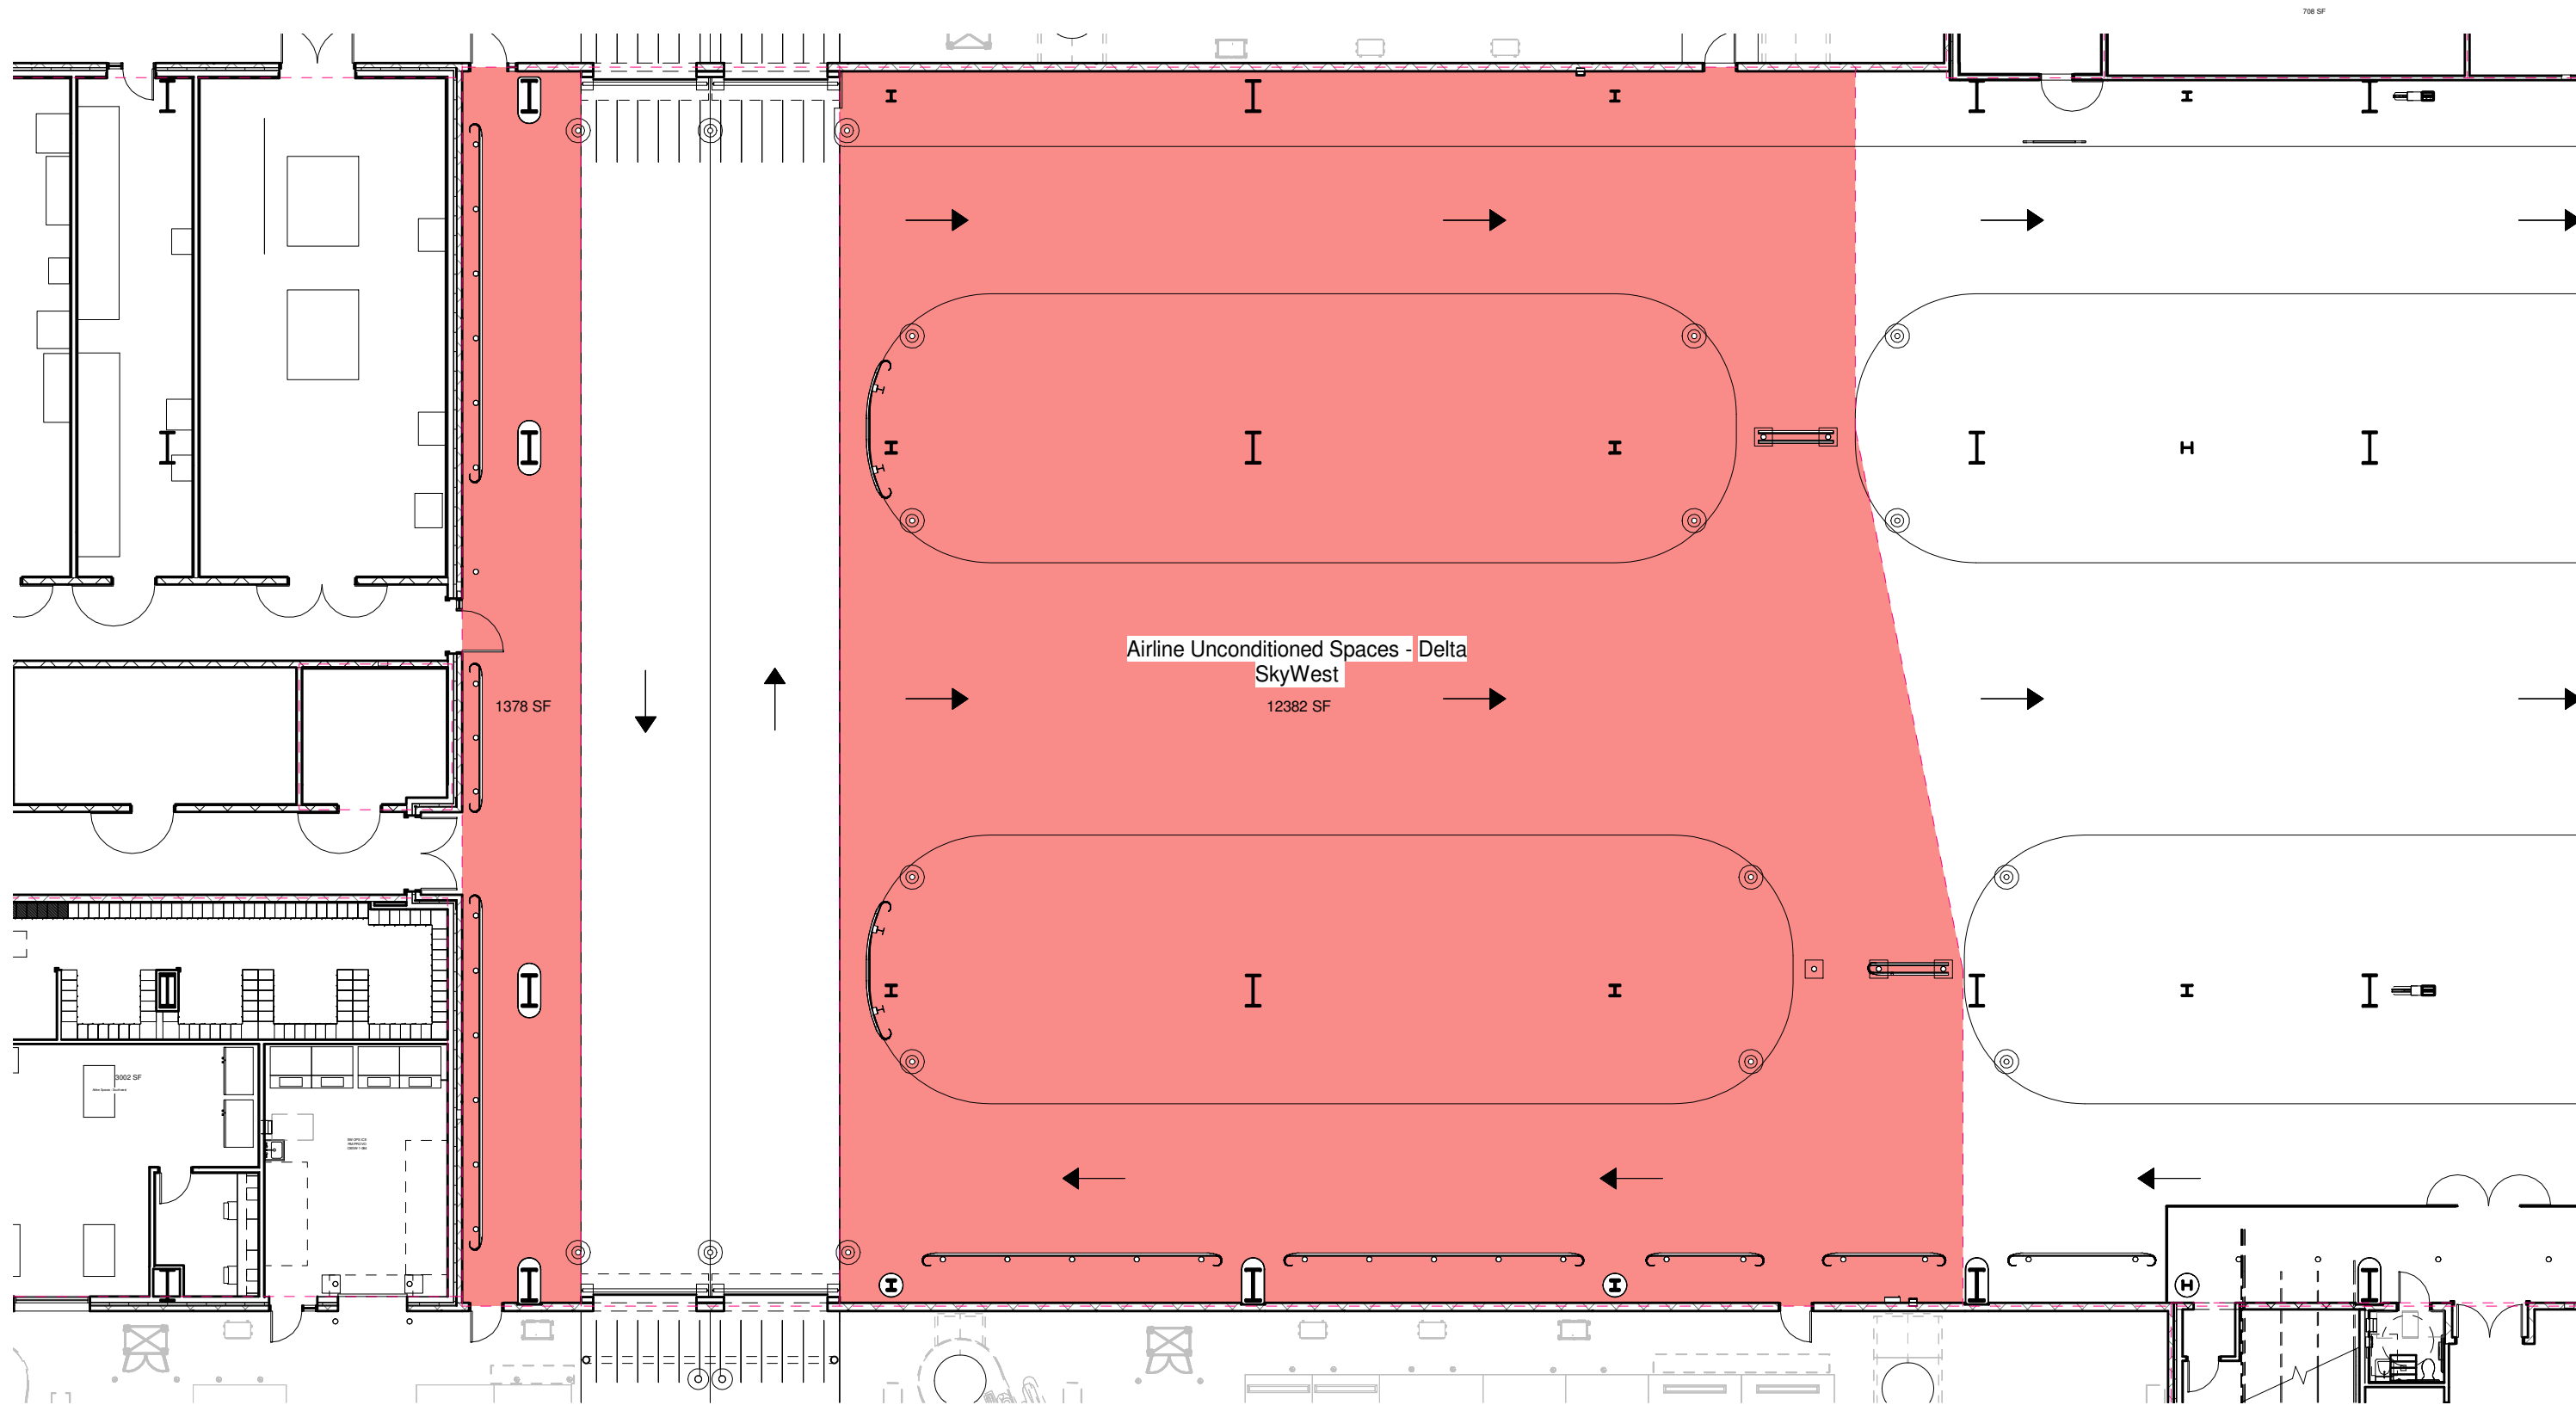 708 SF
Airline Unconditioned Spaces - Delta
SkyWest
1378 SF
12382 SF
3002 SF